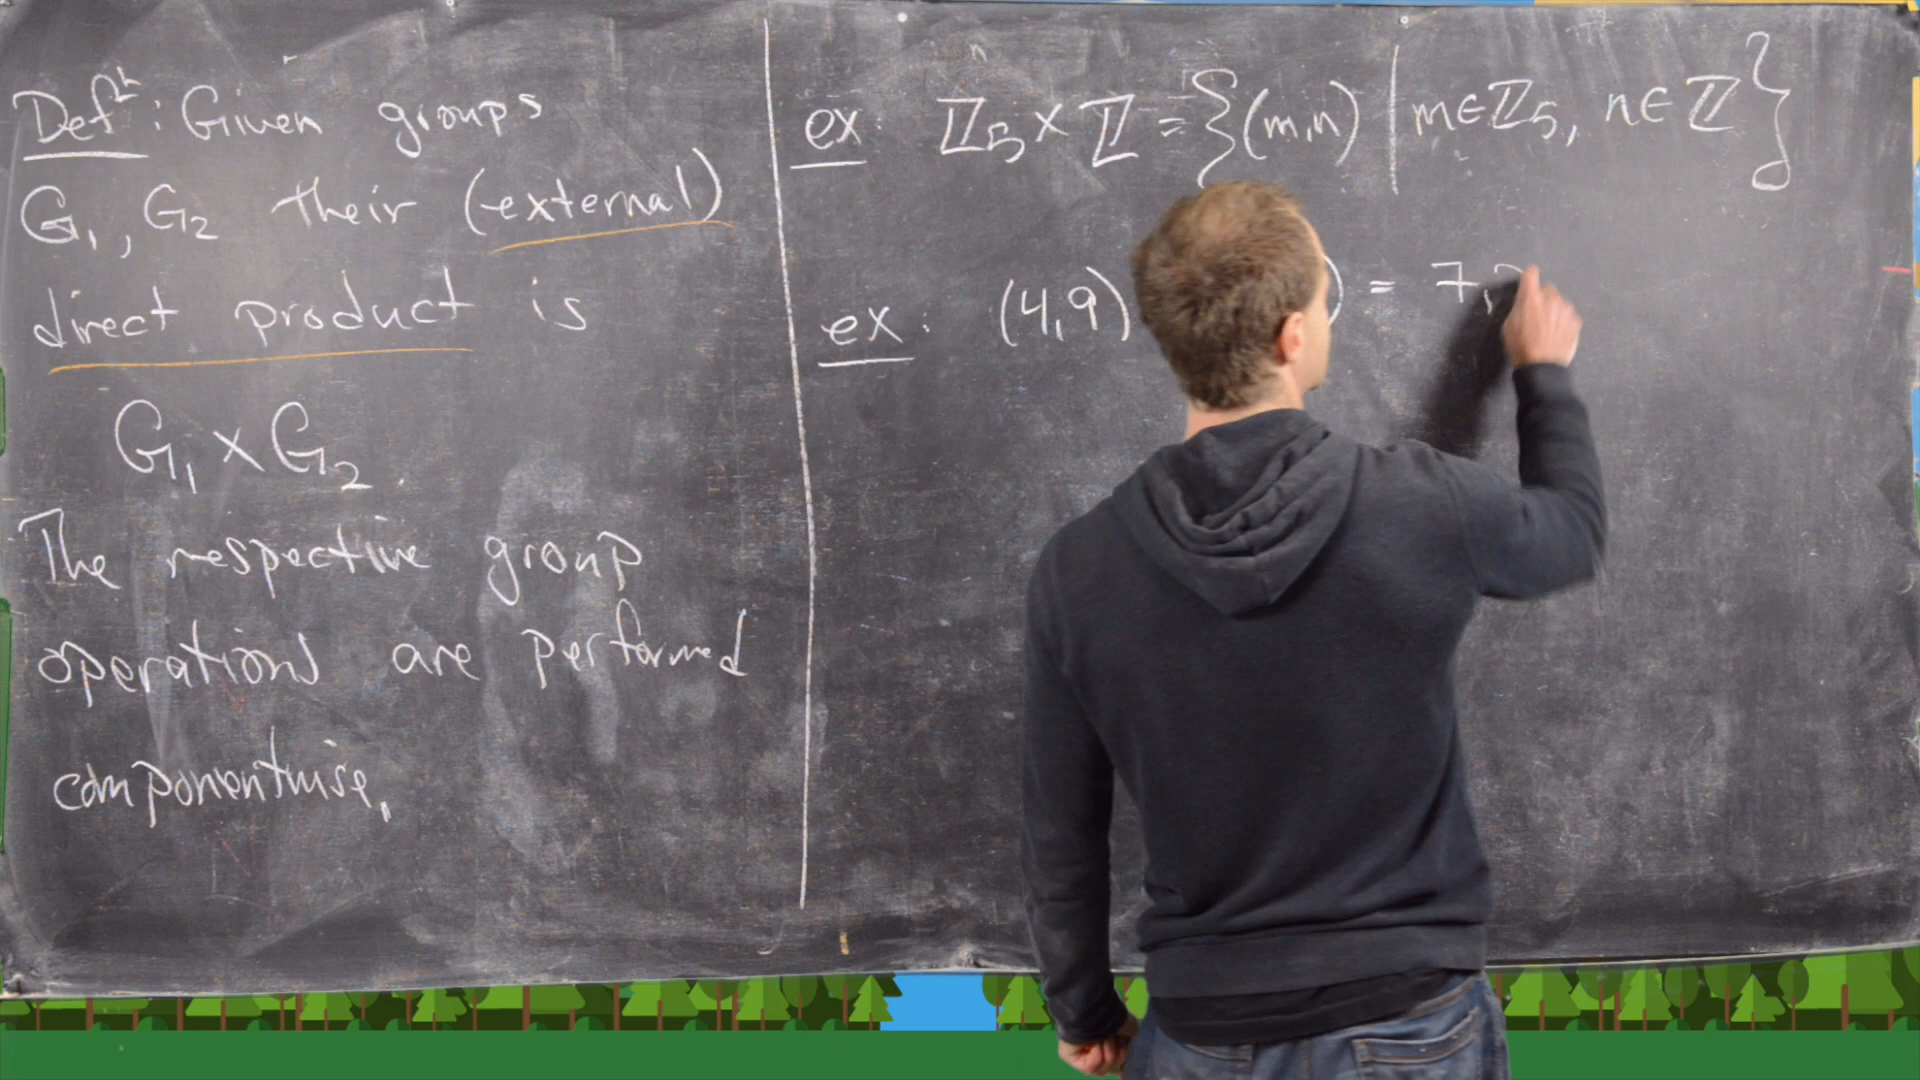 Defn: Given groups
G₁, G₂ their (external)
direct product is
G₁ × G₂.
The respective group
operations are performed
componentwise.
ex: ℤ₅ × ℤ = {(m,n) | m∈ℤ₅, n∈ℤ}
ex: (4,9) ) = 7,